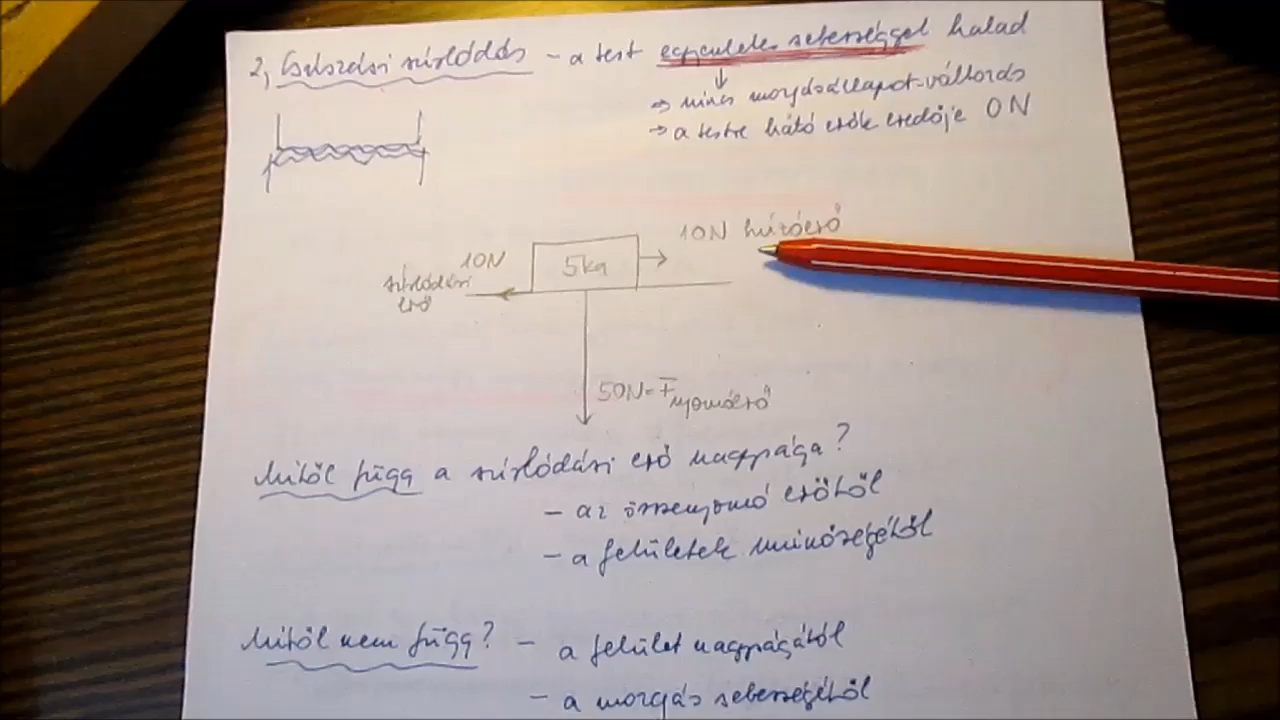 2, Csúszási súrlódás – a test egyenletes sebességgel halad
→ nincs mozgásállapot-változás
→ a testre ható erők eredője 0 N
10N húzóerő
10N
5kg
súrlódási
erő
50N=F nyomóerő
Mitől függ a súrlódási erő nagysága?
– az összenyomó erőtől
– a felületek minőségétől
Mitől nem függ? – a felület nagyságától
– a mozgás sebességétől